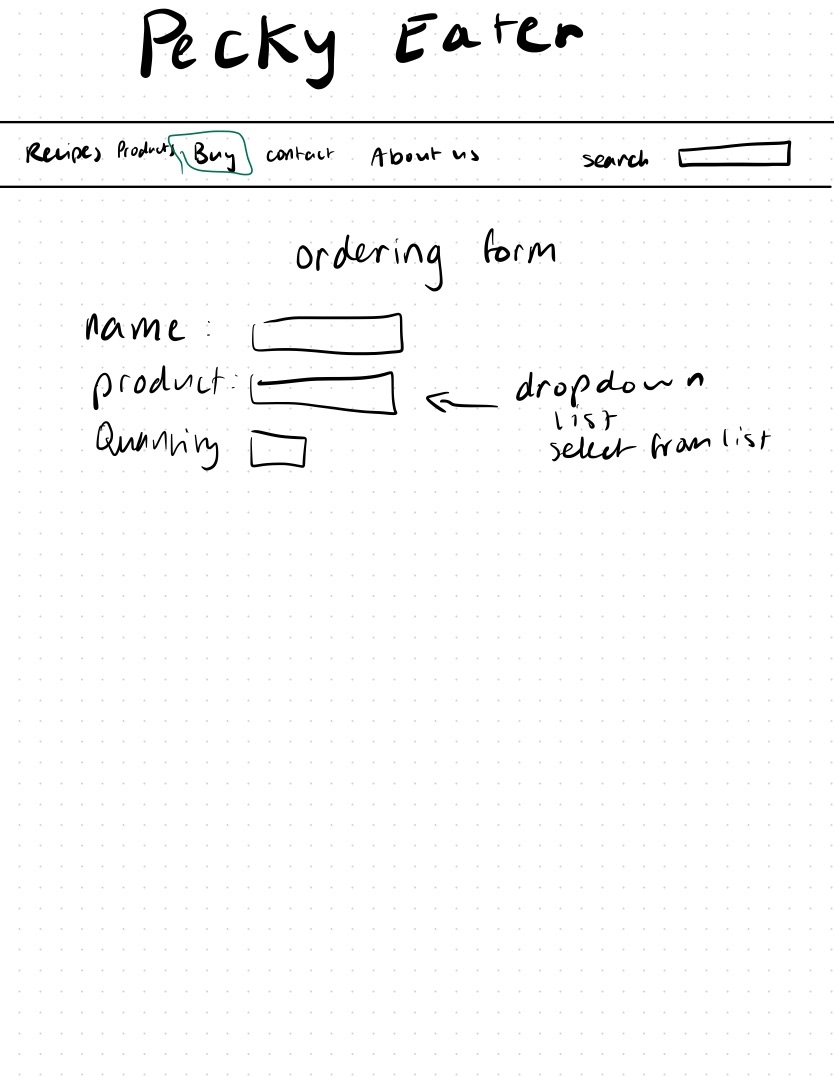 Pecky Eater
Recipes Products Buy contact About us search
ordering form
name :
product :
Quantity
dropdown
list
select from list